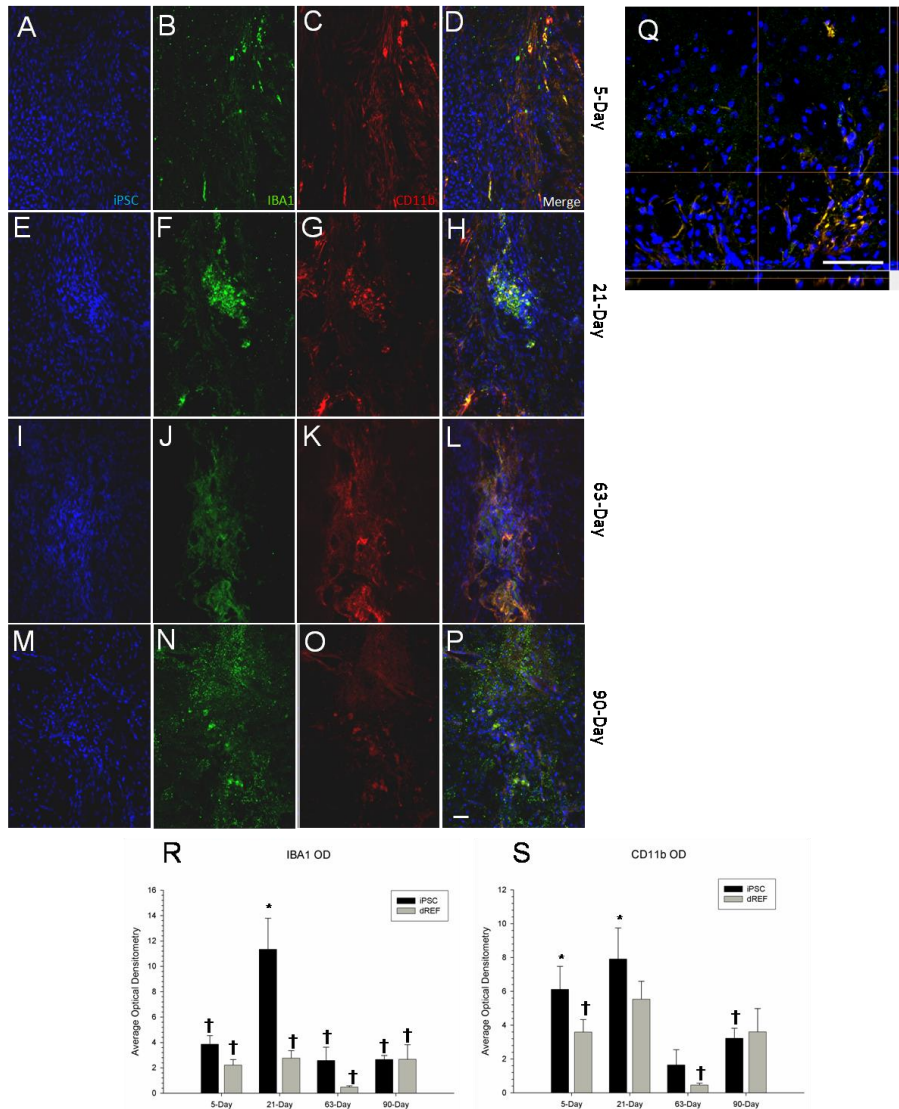 A B C D
iPSC IBA1 CD11b Merge
5-Day
E F G H
21-Day
I J K L
63-Day
M N O P
90-Day
Q
R
IBA1 OD
iPSC
dREF
Average Optical Densitometry
16
14
12
10
8
6
4
2
0
† † * † † † † †
5-Day 21-Day 63-Day 90-Day
S
CD11b OD
iPSC
dREF
Average Optical Densitometry
12
10
8
6
4
2
0
* † * † †
5-Day 21-Day 63-Day 90-Day